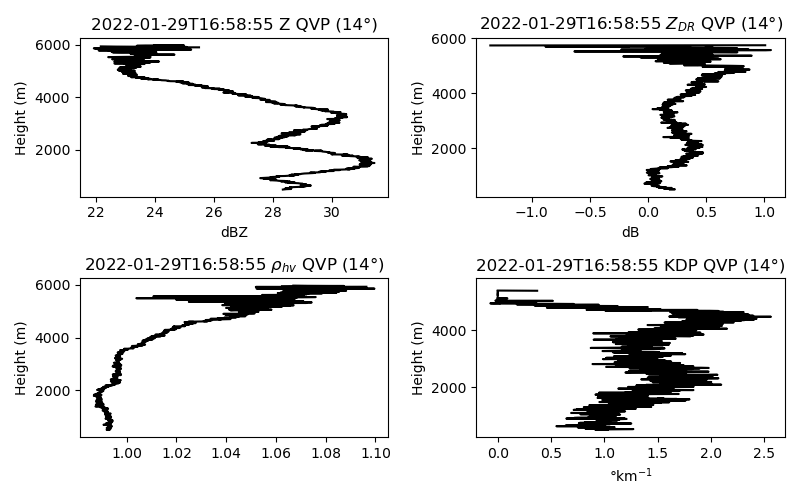 2022-01-29T16:58:55 Z QVP (14°)
Height (m)
6000
4000
2000
22 24 26 28 30
dBZ
2022-01-29T16:58:55 Z_DR QVP (14°)
Height (m)
6000
4000
2000
−1.0 −0.5 0.0 0.5 1.0
dB
2022-01-29T16:58:55 ρ_hv QVP (14°)
Height (m)
6000
4000
2000
1.00 1.02 1.04 1.06 1.08 1.10
2022-01-29T16:58:55 KDP QVP (14°)
Height (m)
4000
2000
0.0 0.5 1.0 1.5 2.0 2.5
°km⁻¹